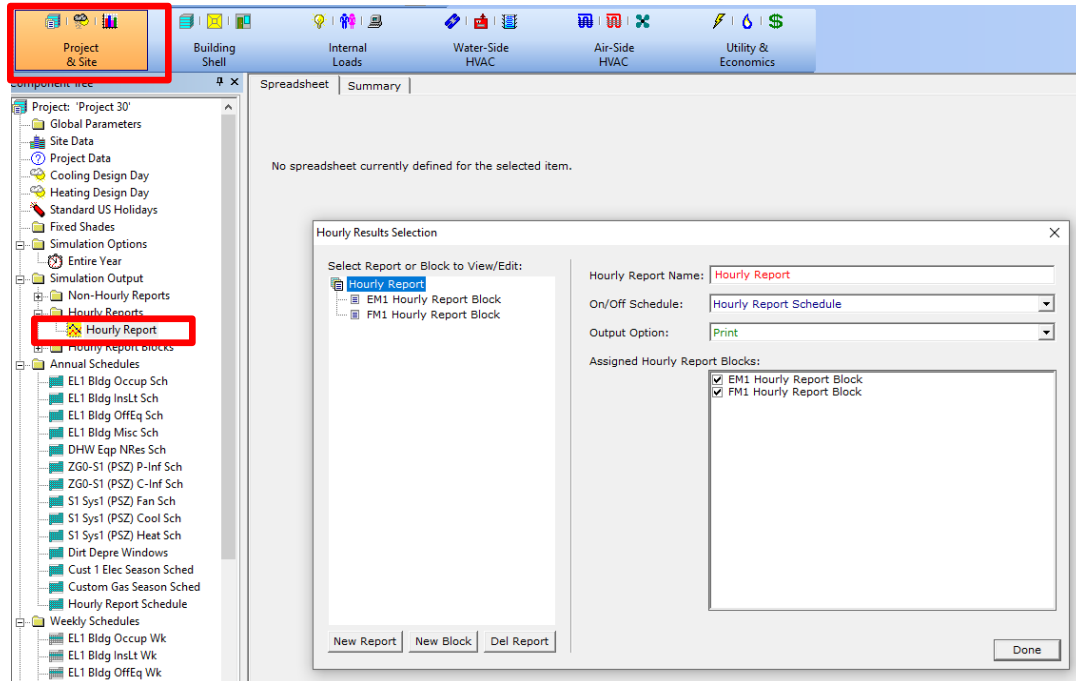 Project
& Site
Building
Shell
Internal
Loads
Water-Side
HVAC
Air-Side
HVAC
Utility &
Economics
Component Tree
Project: 'Project 30'
Global Parameters
Site Data
Project Data
Cooling Design Day
Heating Design Day
Standard US Holidays
Fixed Shades
Simulation Options
Entire Year
Simulation Output
Non-Hourly Reports
Hourly Reports
Hourly Report
Hourly Report Blocks
Annual Schedules
EL1 Bldg Occup Sch
EL1 Bldg InsLt Sch
EL1 Bldg OffEq Sch
EL1 Bldg Misc Sch
DHW Eqp NRes Sch
ZG0-S1 (PSZ) P-Inf Sch
ZG0-S1 (PSZ) C-Inf Sch
S1 Sys1 (PSZ) Fan Sch
S1 Sys1 (PSZ) Cool Sch
S1 Sys1 (PSZ) Heat Sch
Dirt Depre Windows
Cust 1 Elec Season Sched
Custom Gas Season Sched
Hourly Report Schedule
Weekly Schedules
EL1 Bldg Occup Wk
EL1 Bldg InsLt Wk
EL1 Bldg OffEq Wk
Spreadsheet
Summary
No spreadsheet currently defined for the selected item.
Hourly Results Selection
Select Report or Block to View/Edit:
Hourly Report
EM1 Hourly Report Block
FM1 Hourly Report Block
New Report
New Block
Del Report
Hourly Report Name: Hourly Report
On/Off Schedule: Hourly Report Schedule
Output Option: Print
Assigned Hourly Report Blocks:
EM1 Hourly Report Block
FM1 Hourly Report Block
Done